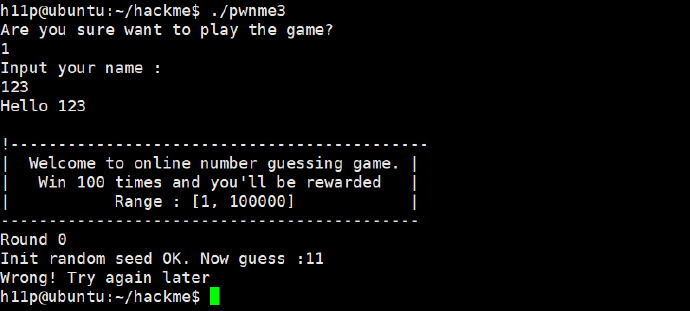 h11p@ubuntu:~/hackme$ ./pwnme3
Are you sure want to play the game?
1
Input your name :
123
Hello 123
!--------------------------------------------
|  Welcome to online number guessing game. |
|   Win 100 times and you'll be rewarded   |
|           Range : [1, 100000]            |
--------------------------------------------
Round 0
Init random seed OK. Now guess :11
Wrong! Try again later
h11p@ubuntu:~/hackme$